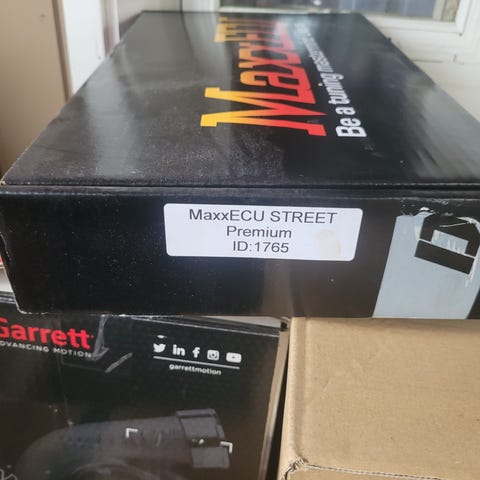 MaxxECU
Be a tuning
MaxxECU STREET
Premium
ID:1765
Garrett
ADVANCING MOTION
garrettmotion